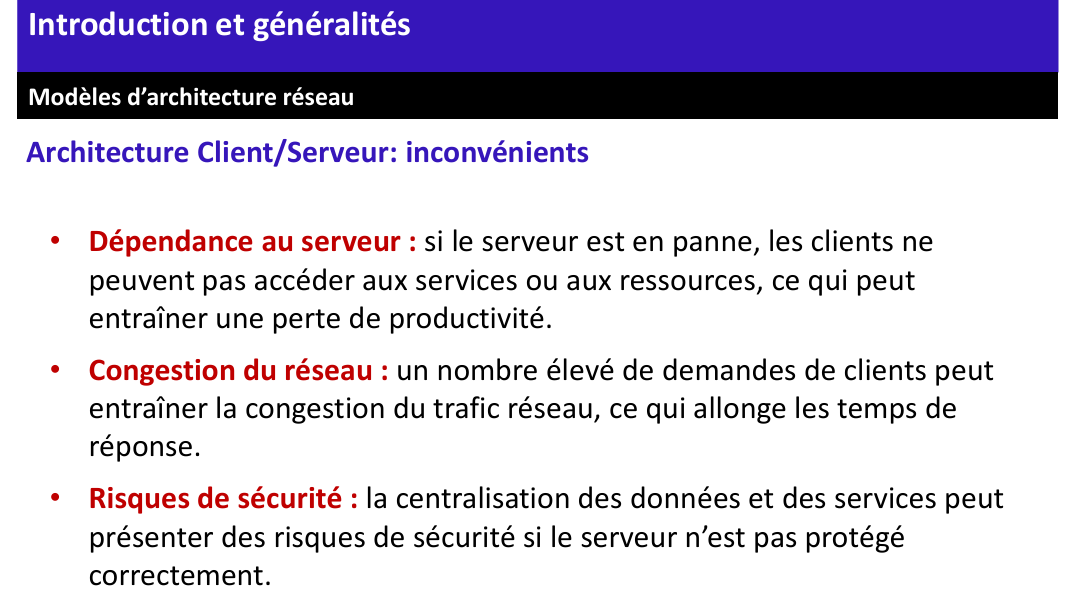 Introduction et généralités
Modèles d’architecture réseau
Architecture Client/Serveur: inconvénients
• Dépendance au serveur : si le serveur est en panne, les clients ne
peuvent pas accéder aux services ou aux ressources, ce qui peut
entraîner une perte de productivité.
• Congestion du réseau : un nombre élevé de demandes de clients peut
entraîner la congestion du trafic réseau, ce qui allonge les temps de
réponse.
• Risques de sécurité : la centralisation des données et des services peut
présenter des risques de sécurité si le serveur n’est pas protégé
correctement.